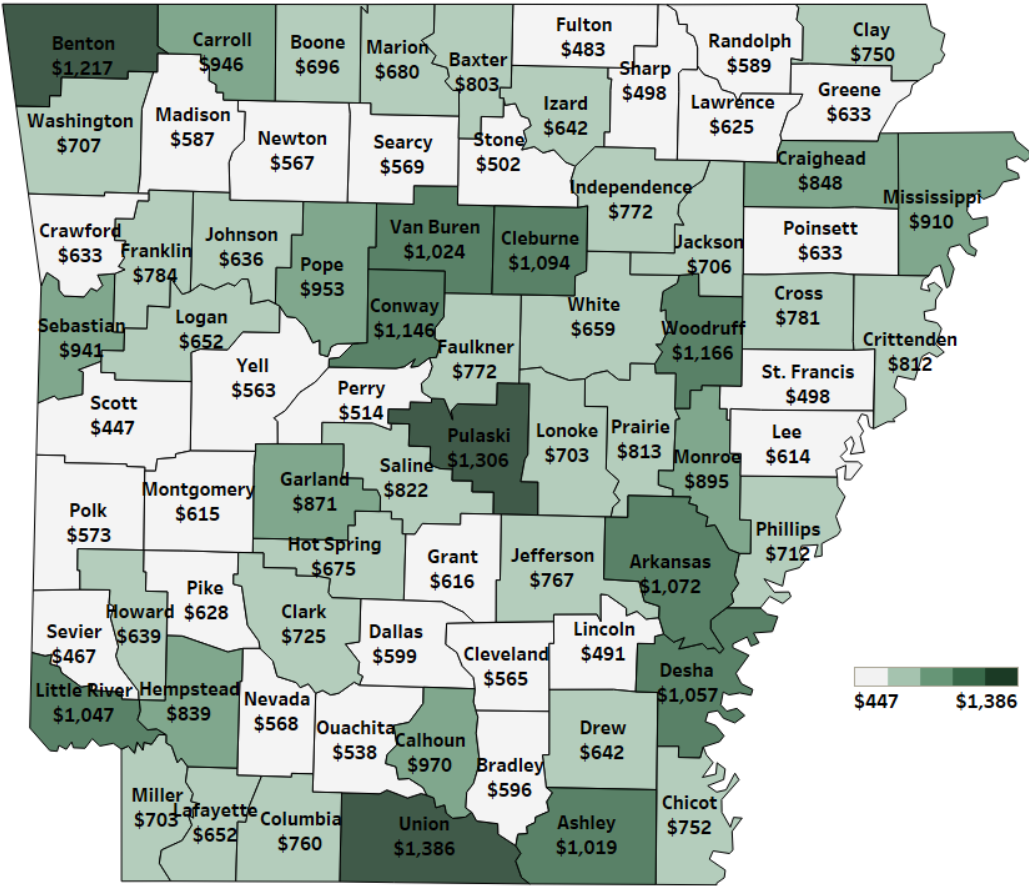 Benton
$1,217
Carroll
$946
Boone
$696
Marion
$680
Baxter
$803
Fulton
$483
Sharp
$498
Randolph
$589
Clay
$750
Izard
$642
Lawrence
$625
Greene
$633
Washington
$707
Madison
$587
Newton
$567
Searcy
$569
Stone
$502
Independence
$772
Craighead
$848
Mississippi
$910
Crawford
$633
Franklin
$784
Johnson
$636
Pope
$953
Van Buren
$1,024
Cleburne
$1,094
Jackson
$706
Poinsett
$633
Sebastian
$941
Logan
$652
Conway
$1,146
White
$659
Woodruff
$1,166
Cross
$781
Crittenden
$812
Scott
$447
Yell
$563
Perry
$514
Faulkner
$772
St. Francis
$498
Pulaski
$1,306
Lonoke
$703
Prairie
$813
Lee
$614
Polk
$573
Montgomery
$615
Garland
$871
Saline
$822
Monroe
$895
Hot Spring
$675
Grant
$616
Jefferson
$767
Arkansas
$1,072
Phillips
$712
Sevier
$467
Howard
$639
Pike
$628
Clark
$725
Dallas
$599
Cleveland
$565
Lincoln
$491
Desha
$1,057
Little River
$1,047
Hempstead
$839
Nevada
$568
Ouachita
$538
Calhoun
$970
Bradley
$596
Drew
$642
Miller
$703
Lafayette
$652
Columbia
$760
Union
$1,386
Ashley
$1,019
Chicot
$752
$447
$1,386